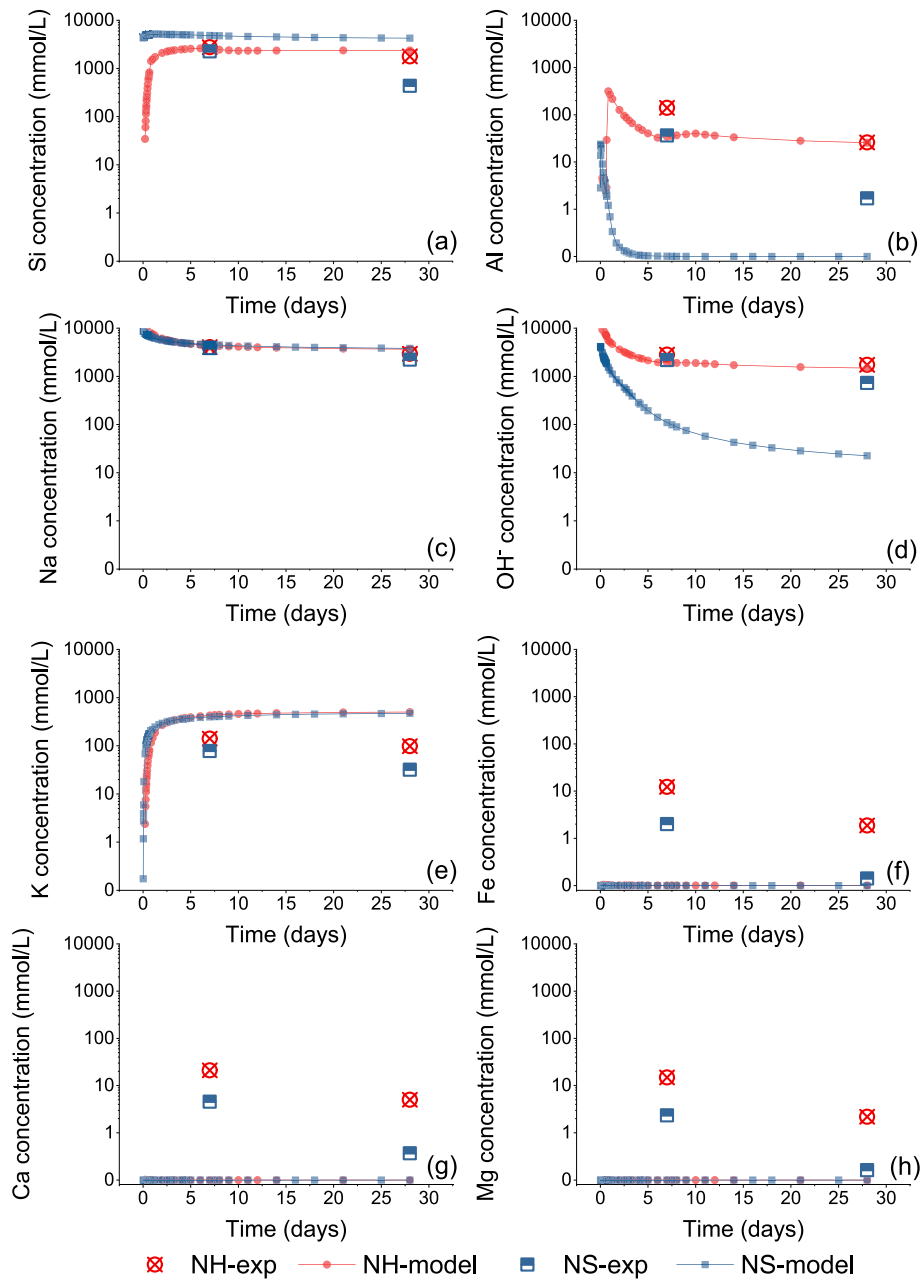 Si concentration (mmol/L)
10000
1000
100
10
1
0
0 5 10 15 20 25 30
Time (days)
(a)
Al concentration (mmol/L)
10000
1000
100
10
1
0
0 5 10 15 20 25 30
Time (days)
(b)
Na concentration (mmol/L)
10000
1000
100
10
1
0
0 5 10 15 20 25 30
Time (days)
(c)
OH⁻ concentration (mmol/L)
10000
1000
100
10
1
0
0 5 10 15 20 25 30
Time (days)
(d)
K concentration (mmol/L)
10000
1000
100
10
1
0
0 5 10 15 20 25 30
Time (days)
(e)
Fe concentration (mmol/L)
10000
1000
100
10
1
0
0 5 10 15 20 25 30
Time (days)
(f)
Ca concentration (mmol/L)
10000
1000
100
10
1
0
0 5 10 15 20 25 30
Time (days)
(g)
Mg concentration (mmol/L)
10000
1000
100
10
1
0
0 5 10 15 20 25 30
Time (days)
(h)
NH-exp NH-model NS-exp NS-model